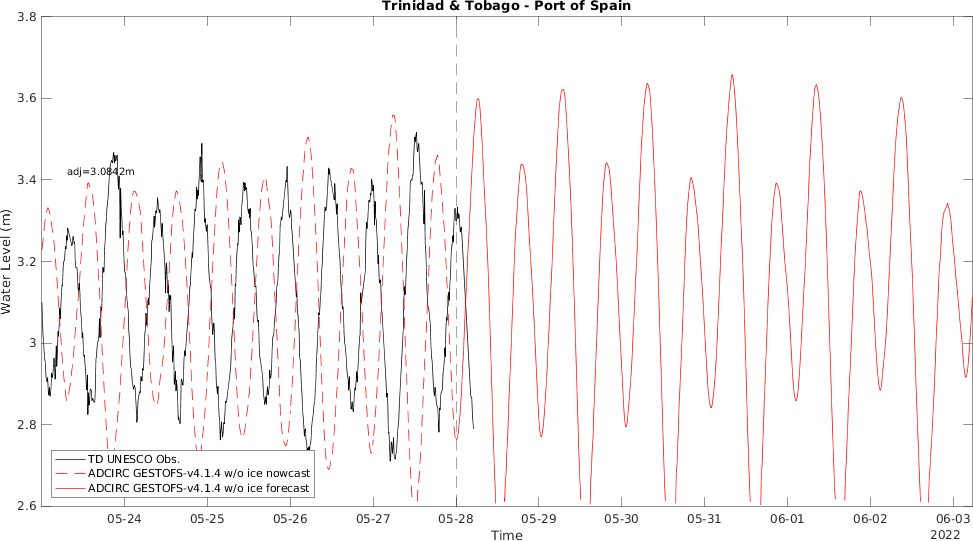 Trinidad & Tobago - Port of Spain
3.8
3.6
3.4
3.2
3
2.8
2.6
Water Level (m)
adj=3.0842m
TD UNESCO Obs.
ADCIRC GESTOFS-v4.1.4 w/o ice nowcast
ADCIRC GESTOFS-v4.1.4 w/o ice forecast
05-24 05-25 05-26 05-27 05-28 05-29 05-30 05-31 06-01 06-02 06-03
Time
2022